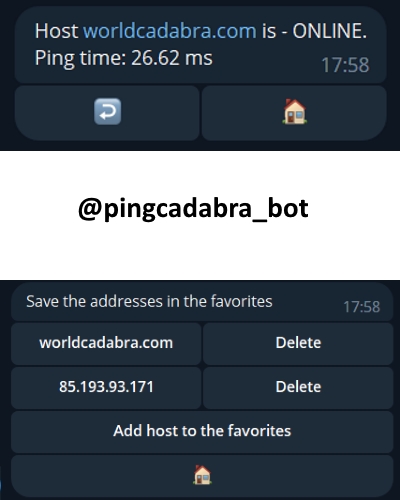 Host worldcadabra.com is - ONLINE.
Ping time: 26.62 ms
17:58
@pingcadabra_bot
Save the addresses in the favorites
17:58
worldcadabra.com Delete
85.193.93.171 Delete
Add host to the favorites